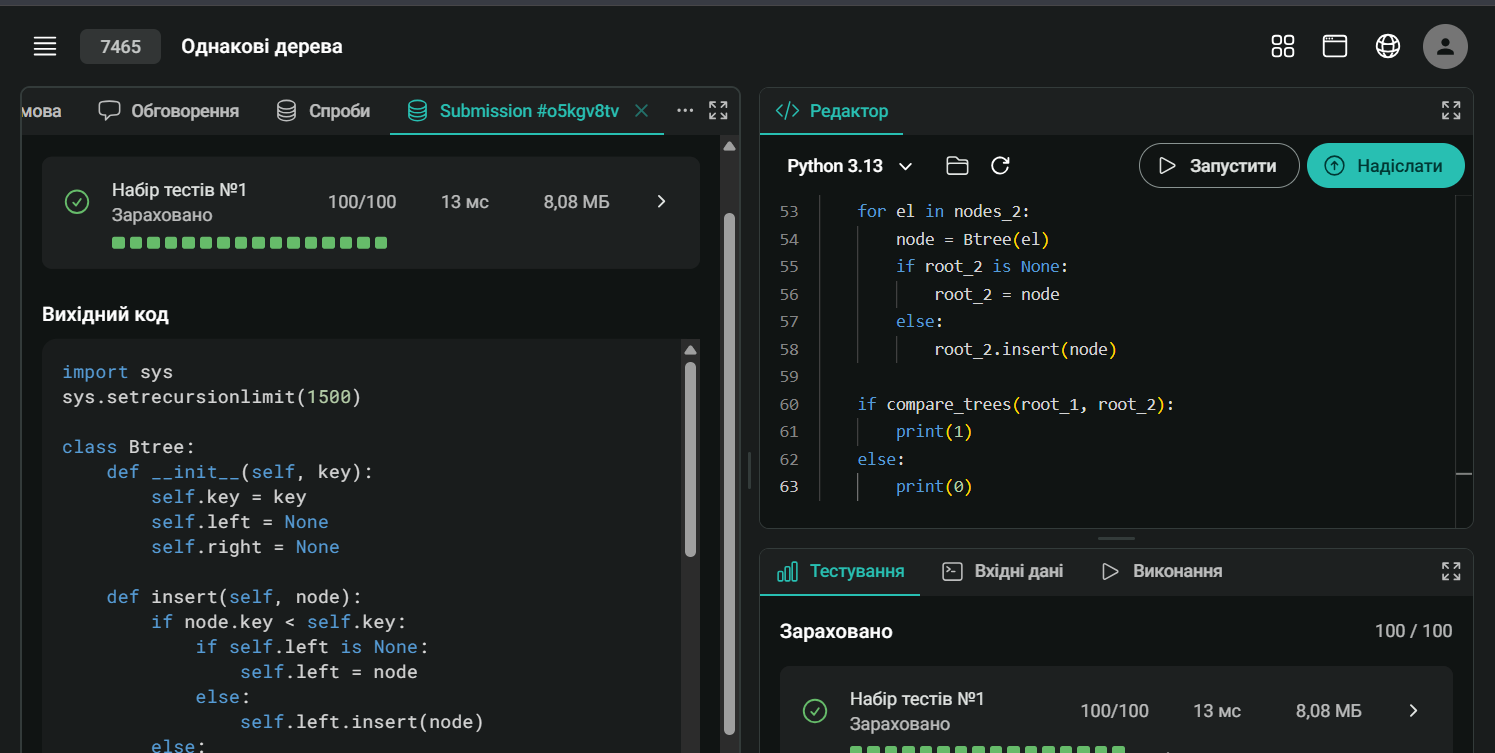 7465 Однакові дерева
мова Обговорення Спроби Submission #o5kgv8tv
Набір тестів №1
Зараховано
100/100 13 мс 8,08 МБ
Вихідний код
import sys
sys.setrecursionlimit(1500)
class Btree:
    def __init__(self, key):
        self.key = key
        self.left = None
        self.right = None
    def insert(self, node):
        if node.key < self.key:
            if self.left is None:
                self.left = node
            else:
                self.left.insert(node)
        else:
Редактор
Python 3.13 Запустити Надіслати
53 for el in nodes_2:
54     node = Btree(el)
55     if root_2 is None:
56         root_2 = node
57     else:
58         root_2.insert(node)
59
60 if compare_trees(root_1, root_2):
61     print(1)
62 else:
63     print(0)
Тестування Вхідні дані Виконання
Зараховано 100 / 100
Набір тестів №1
Зараховано
100/100 13 мс 8,08 МБ